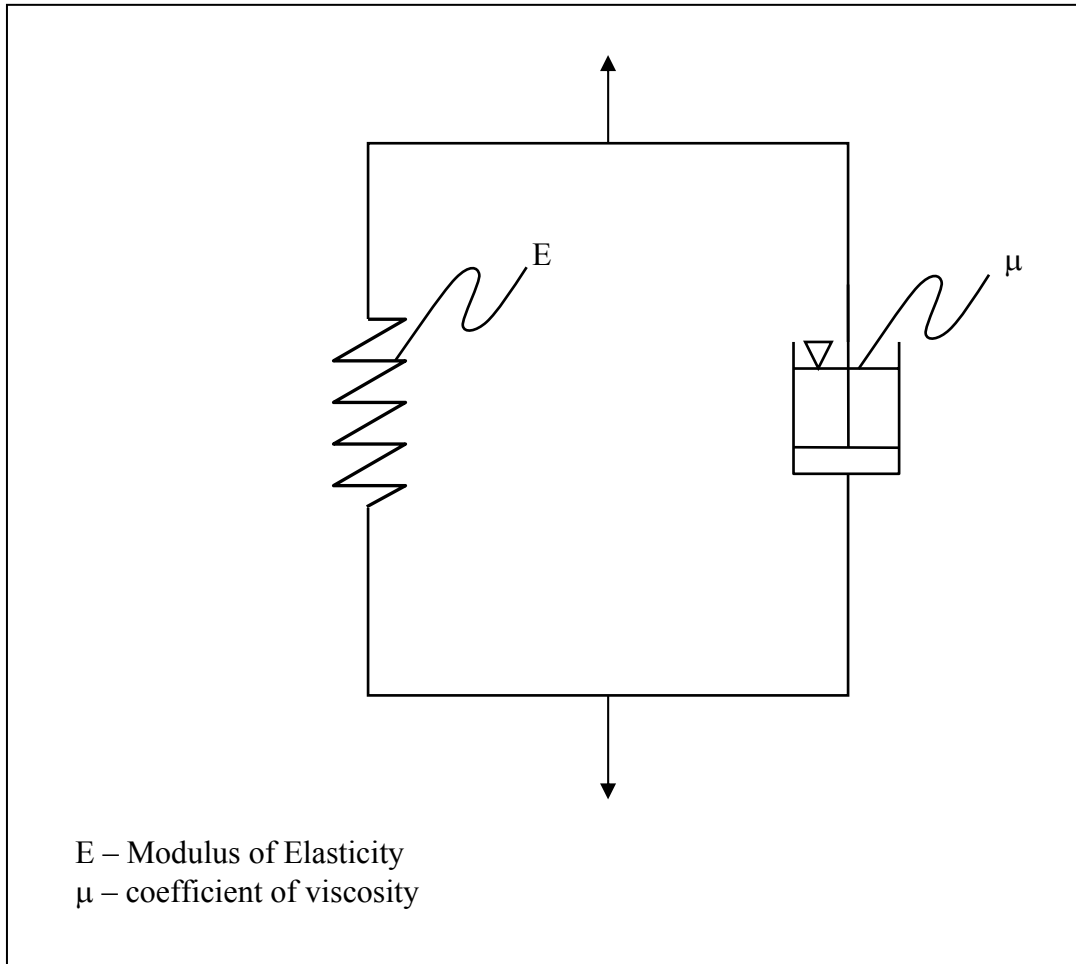 E
μ
E – Modulus of Elasticity
μ – coefficient of viscosity